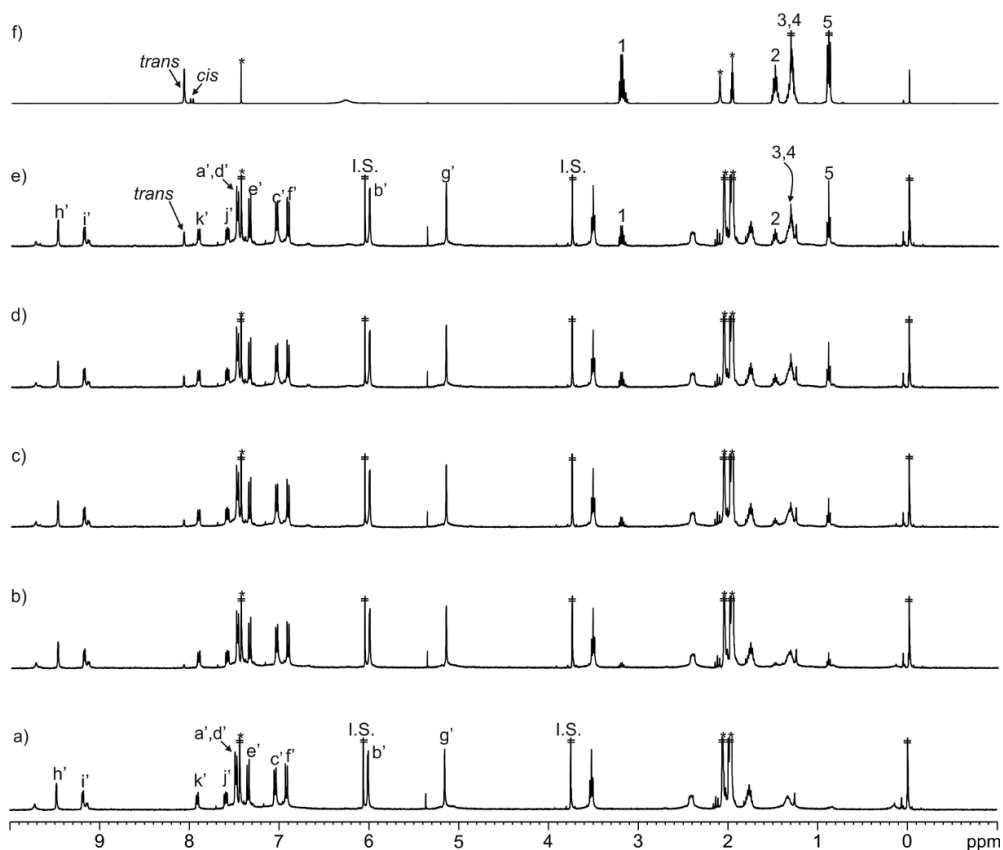 f)
trans
cis
*
1
*
*
2
3,4
5
e)
h'
i'
trans
k'
j'
a',d'
*
e'
c'
f'
I.S.
b'
g'
I.S.
**
1
2
3,4
5
d)
*
**
c)
*
**
b)
*
**
a)
h'
i'
k'
j'
a',d'
*
e'
c'
f'
I.S.
b'
g'
I.S.
**
9 8 7 6 5 4 3 2 1 0 ppm